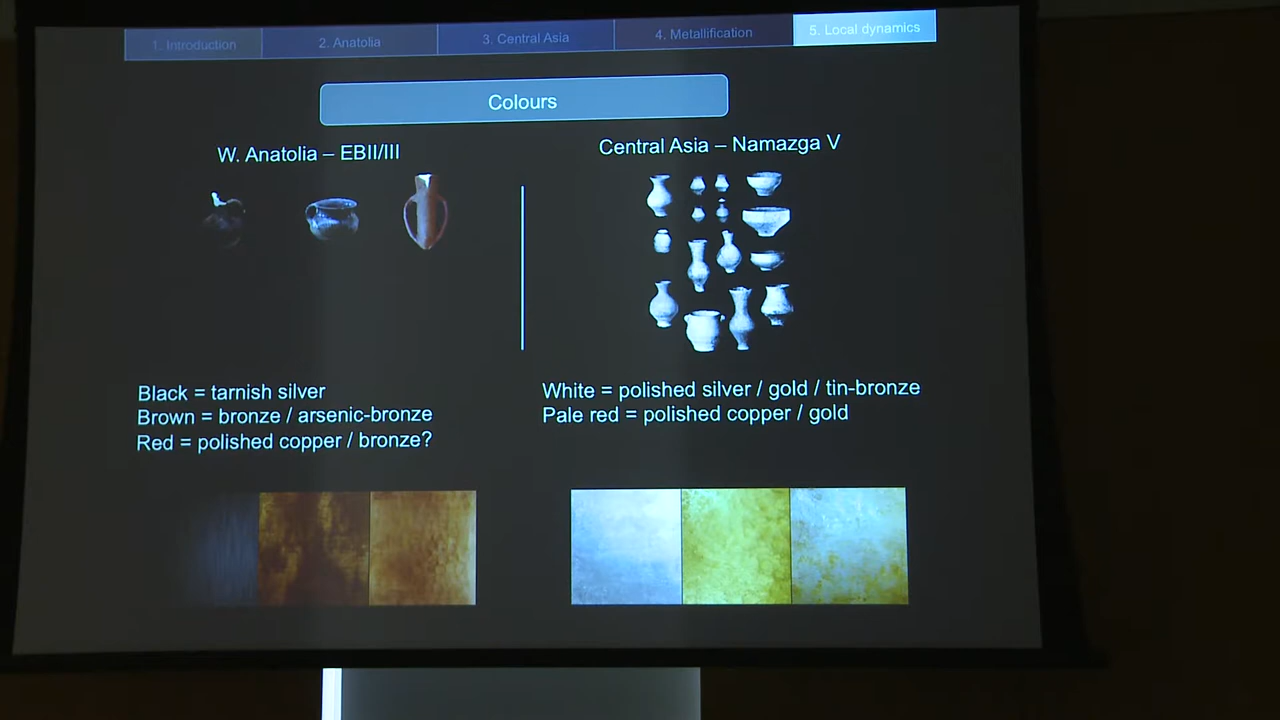 1. Introduction
2. Anatolia
3. Central Asia
4. Metallification
5. Local dynamics
Colours
W. Anatolia – EBII/III
Central Asia – Namazga V
Black = tarnish silver
Brown = bronze / arsenic-bronze
Red = polished copper / bronze?
White = polished silver / gold / tin-bronze
Pale red = polished copper / gold